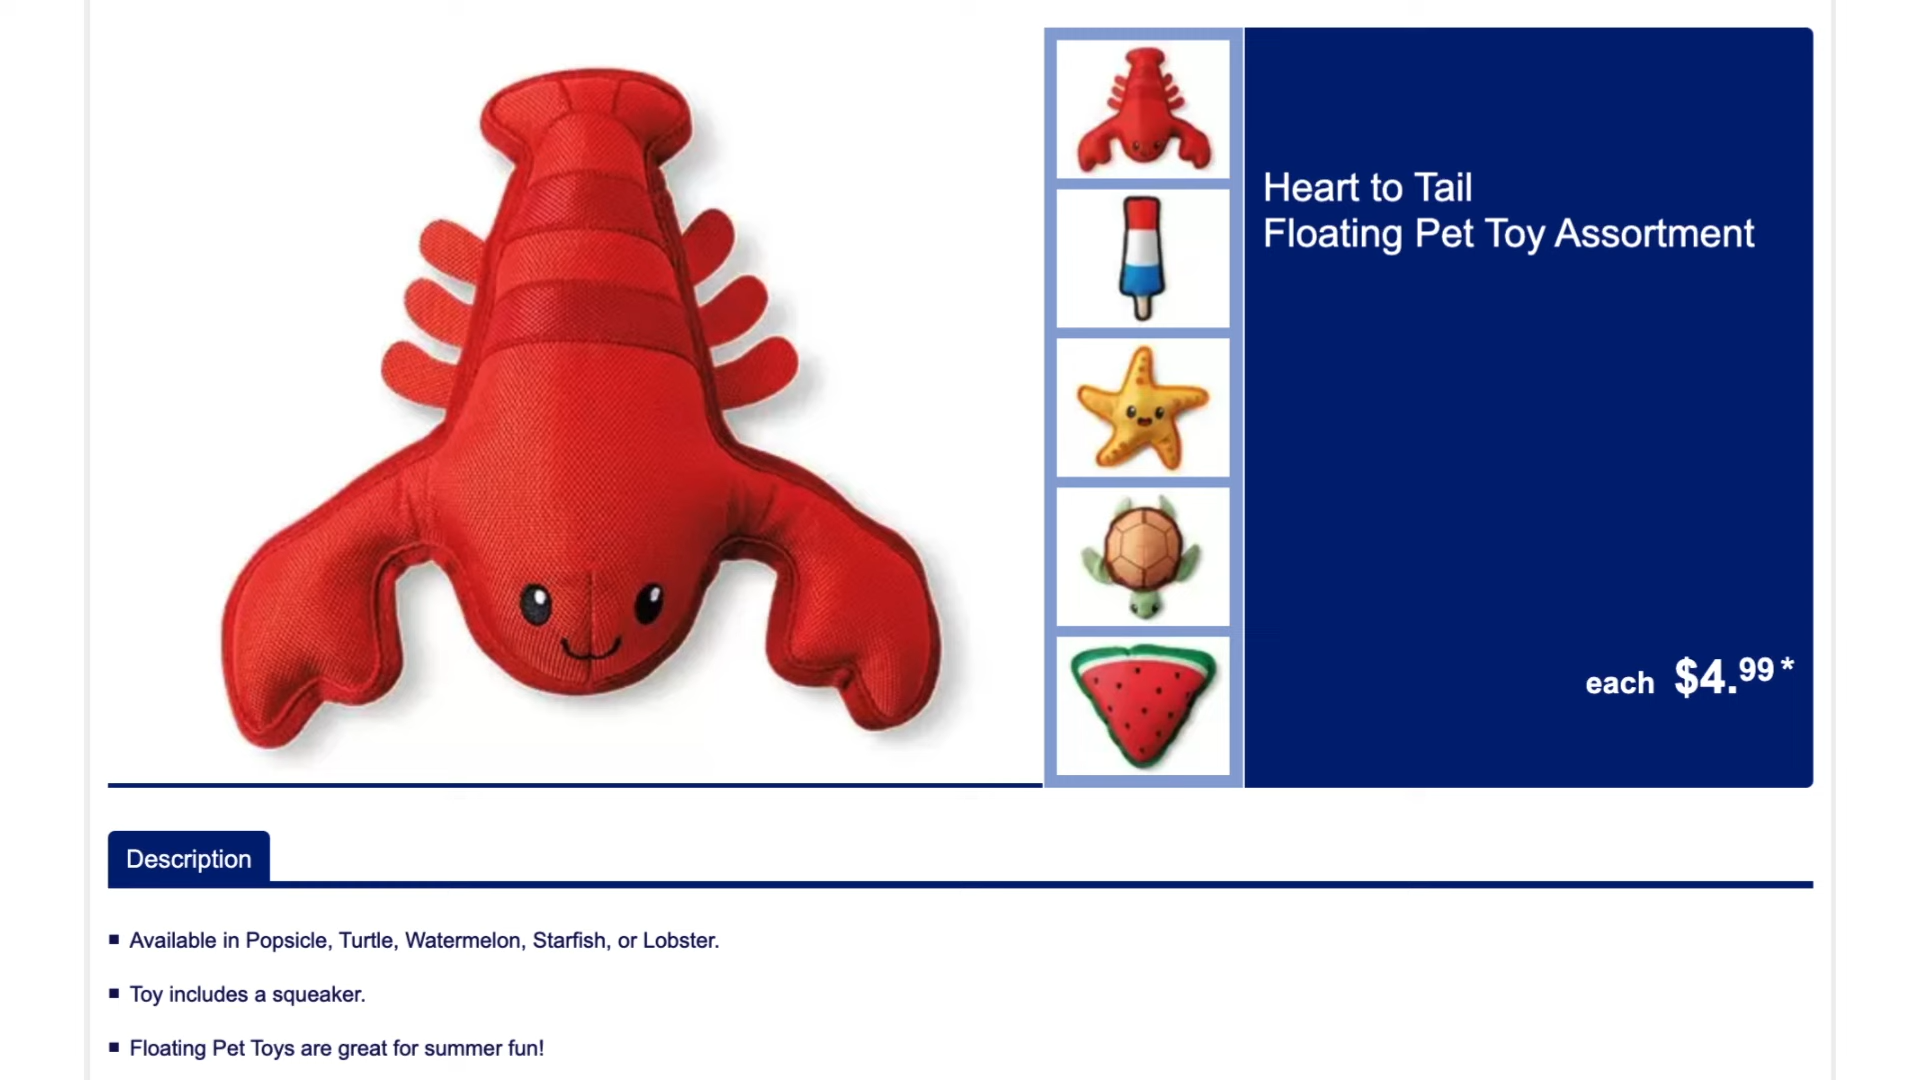 Heart to Tail
Floating Pet Toy Assortment
each $4.99*
Description
Available in Popsicle, Turtle, Watermelon, Starfish, or Lobster.
Toy includes a squeaker.
Floating Pet Toys are great for summer fun!